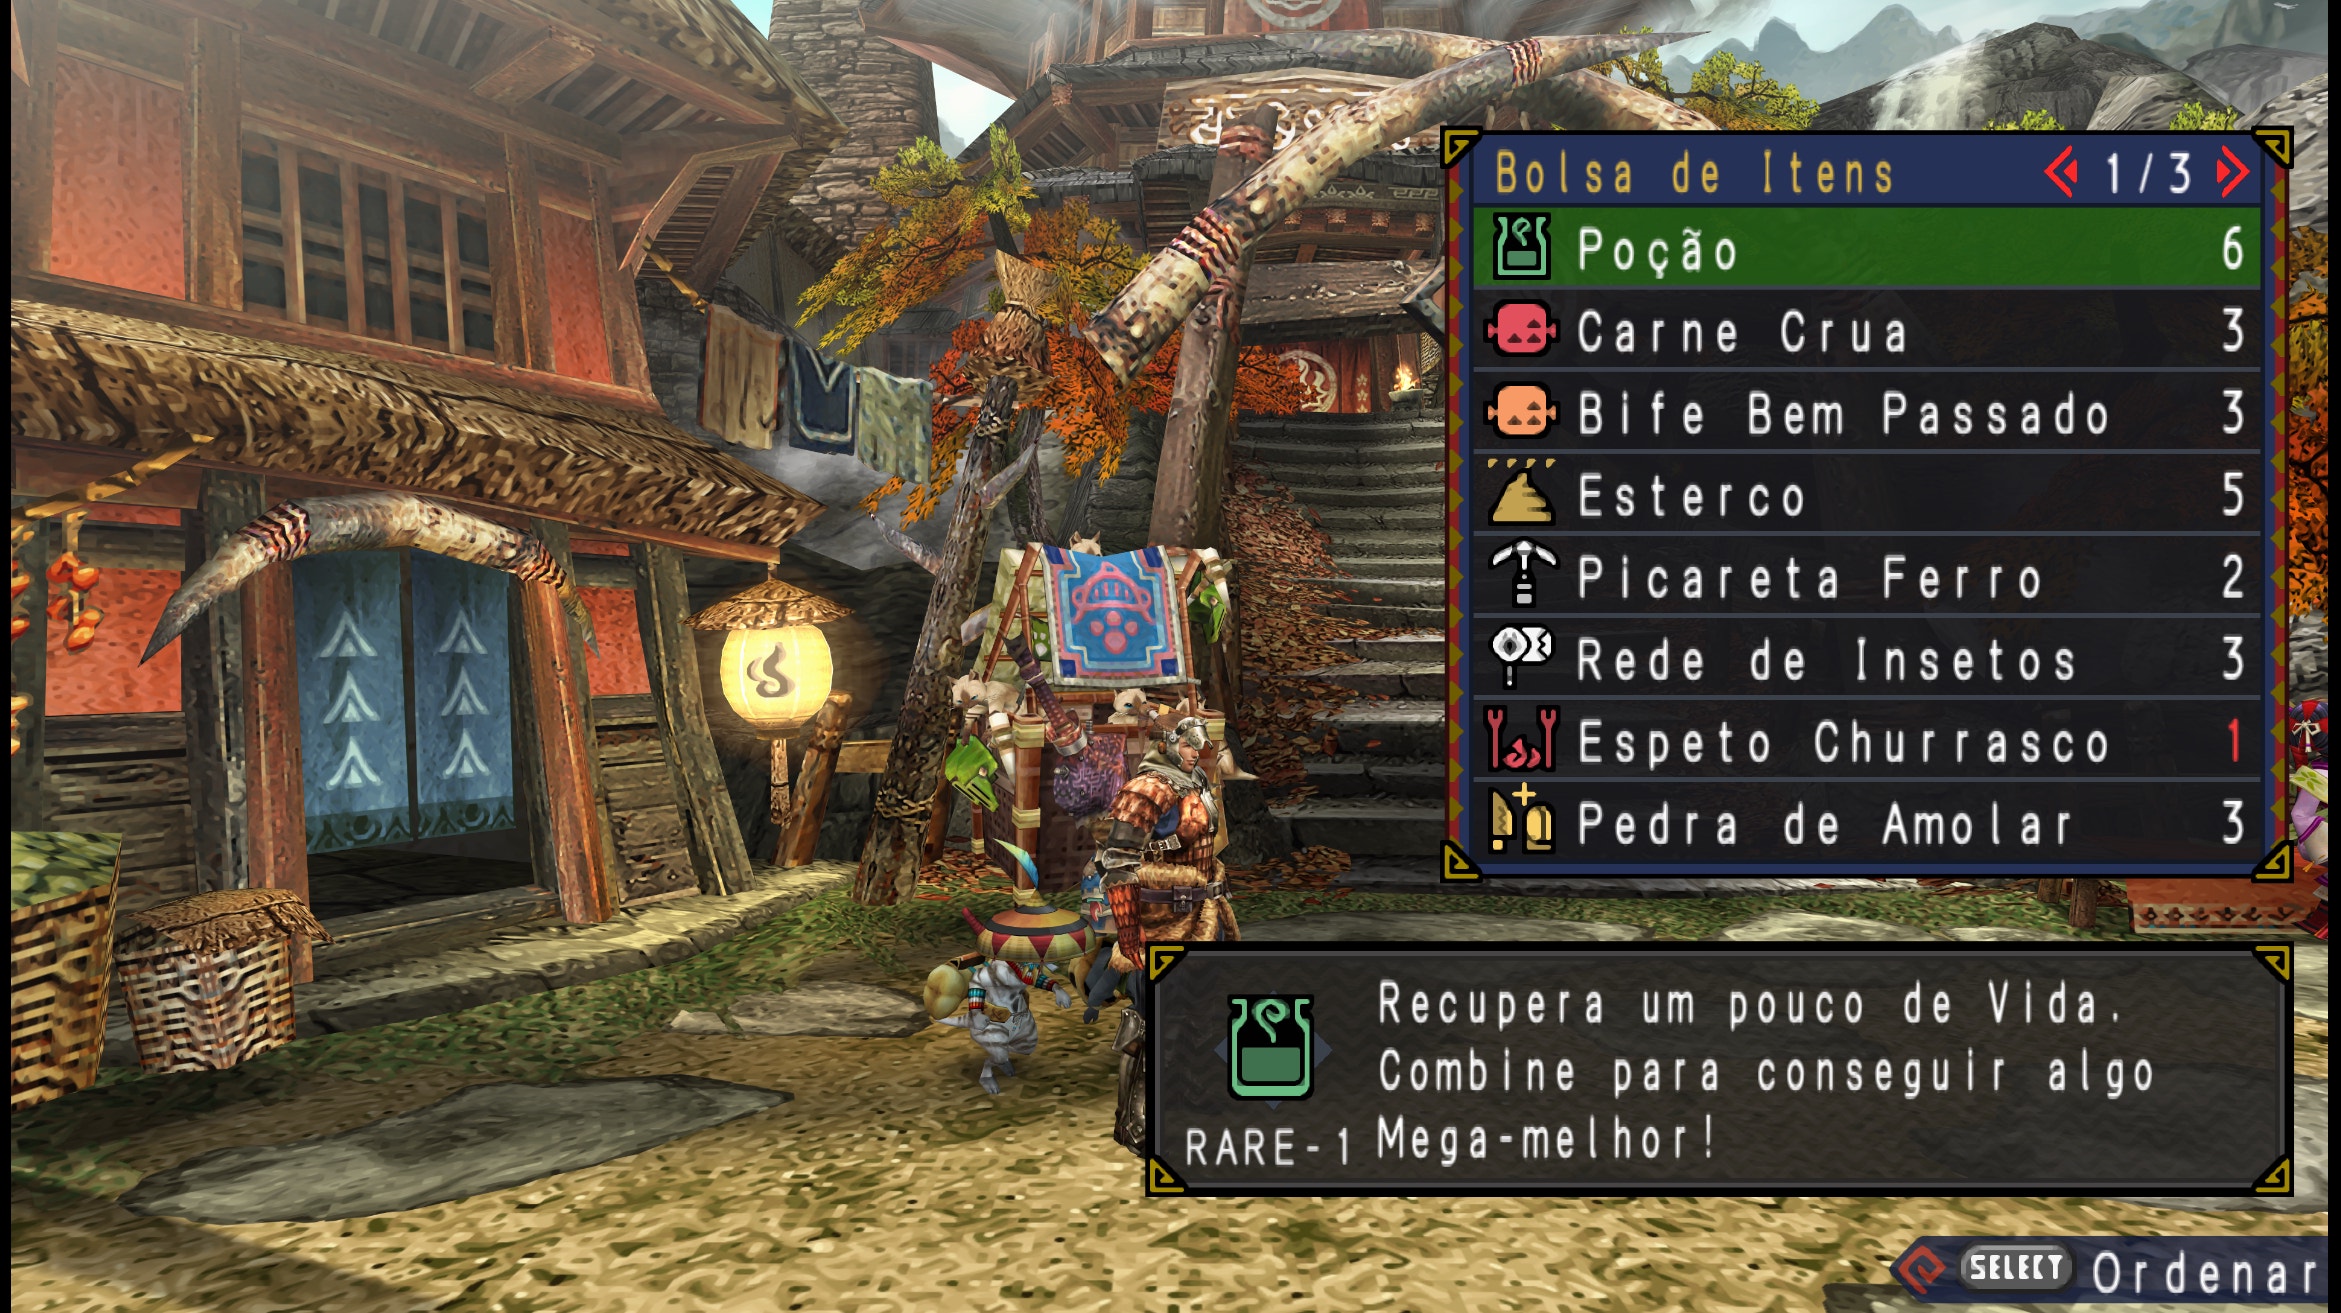 Bolsa de Itens 1/3
Poção 6
Carne Crua 3
Bife Bem Passado 3
Esterco 5
Picareta Ferro 2
Rede de Insetos 3
Espeto Churrasco 1
Pedra de Amolar 3
Recupera um pouco de Vida.
Combine para conseguir algo
Mega-melhor!
RARE-1
SELECT Ordenar